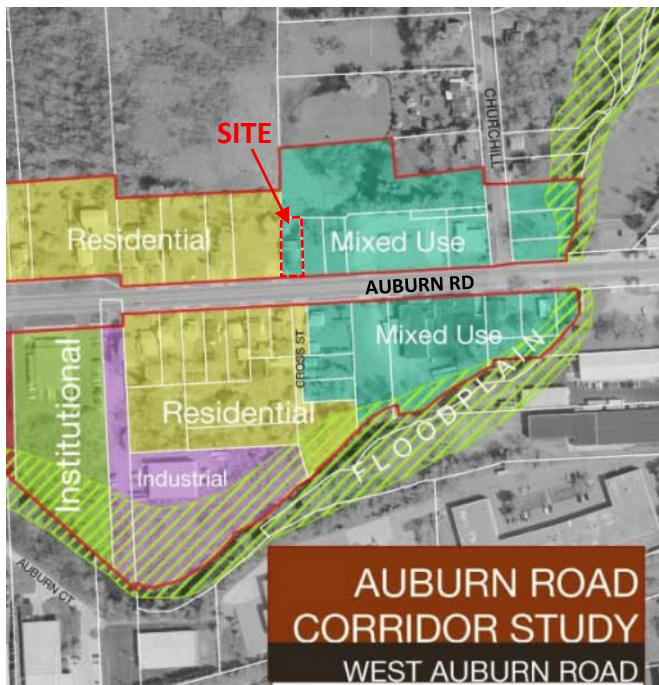 CHURCHILL
SITE
Residential
Mixed Use
AUBURN RD
Mixed Use
CROSS ST
Institutional
Residential
FLOODPLAIN
Industrial
AUBURN CT.
AUBURN ROAD
CORRIDOR STUDY
WEST AUBURN ROAD